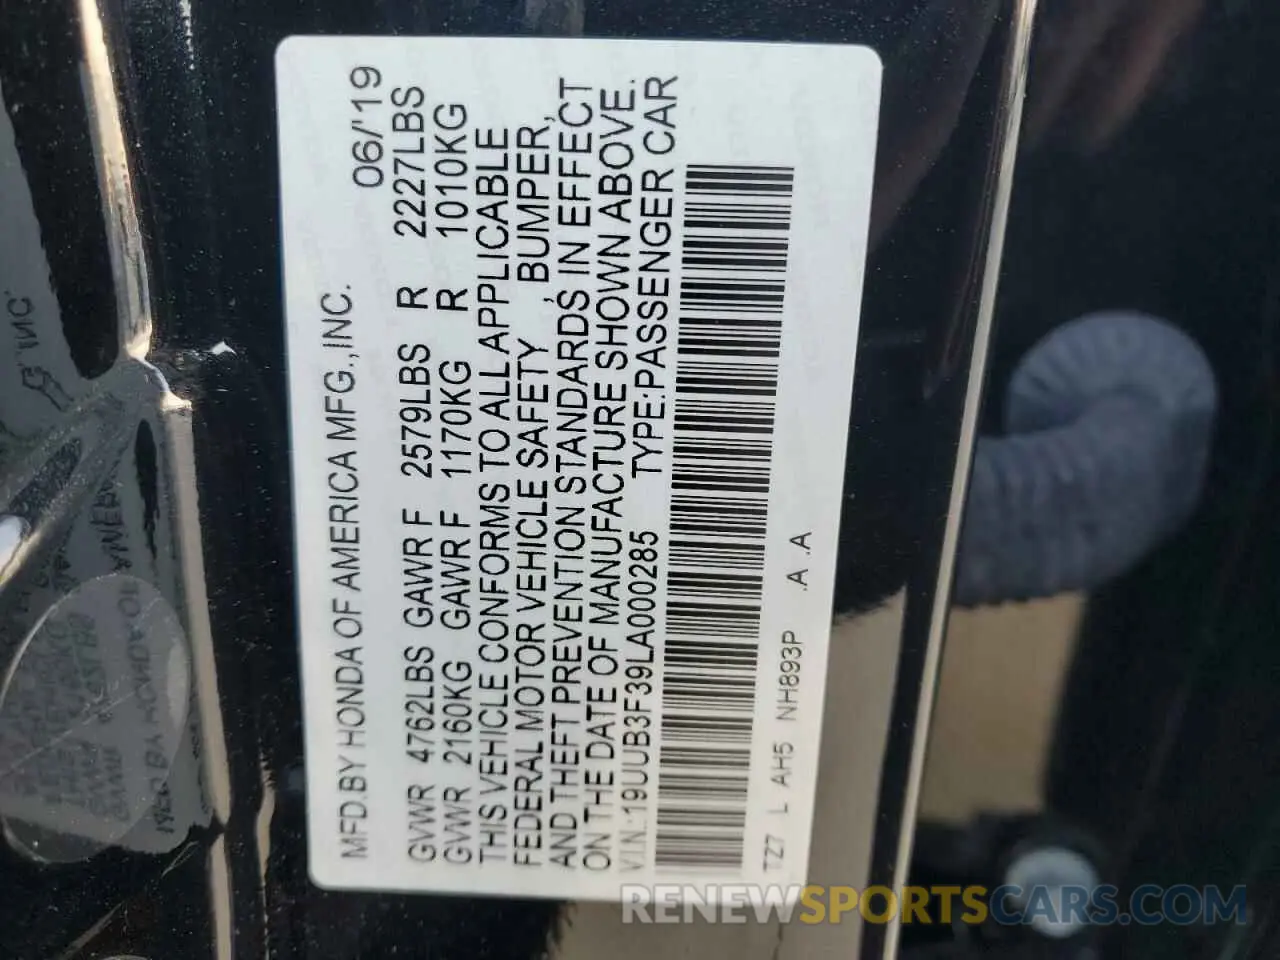 MFD.BY HONDA OF AMERICA MFG.,INC. 06/'19
GVWR 4762LBS GAWR F 2579LBS R 2227LBS
GVWR 2160KG GAWR F 1170KG R 1010KG
THIS VEHICLE CONFORMS TO ALL APPLICABLE
FEDERAL MOTOR VEHICLE SAFETY , BUMPER,
AND THEFT PREVENTION STANDARDS IN EFFECT
ON THE DATE OF MANUFACTURE SHOWN ABOVE.
V.I.N.:19UUB3F39LA000285 TYPE:PASSENGER CAR
TZ7 L AH5 NH893P .A .A
RENEWSPORTSCARS.COM